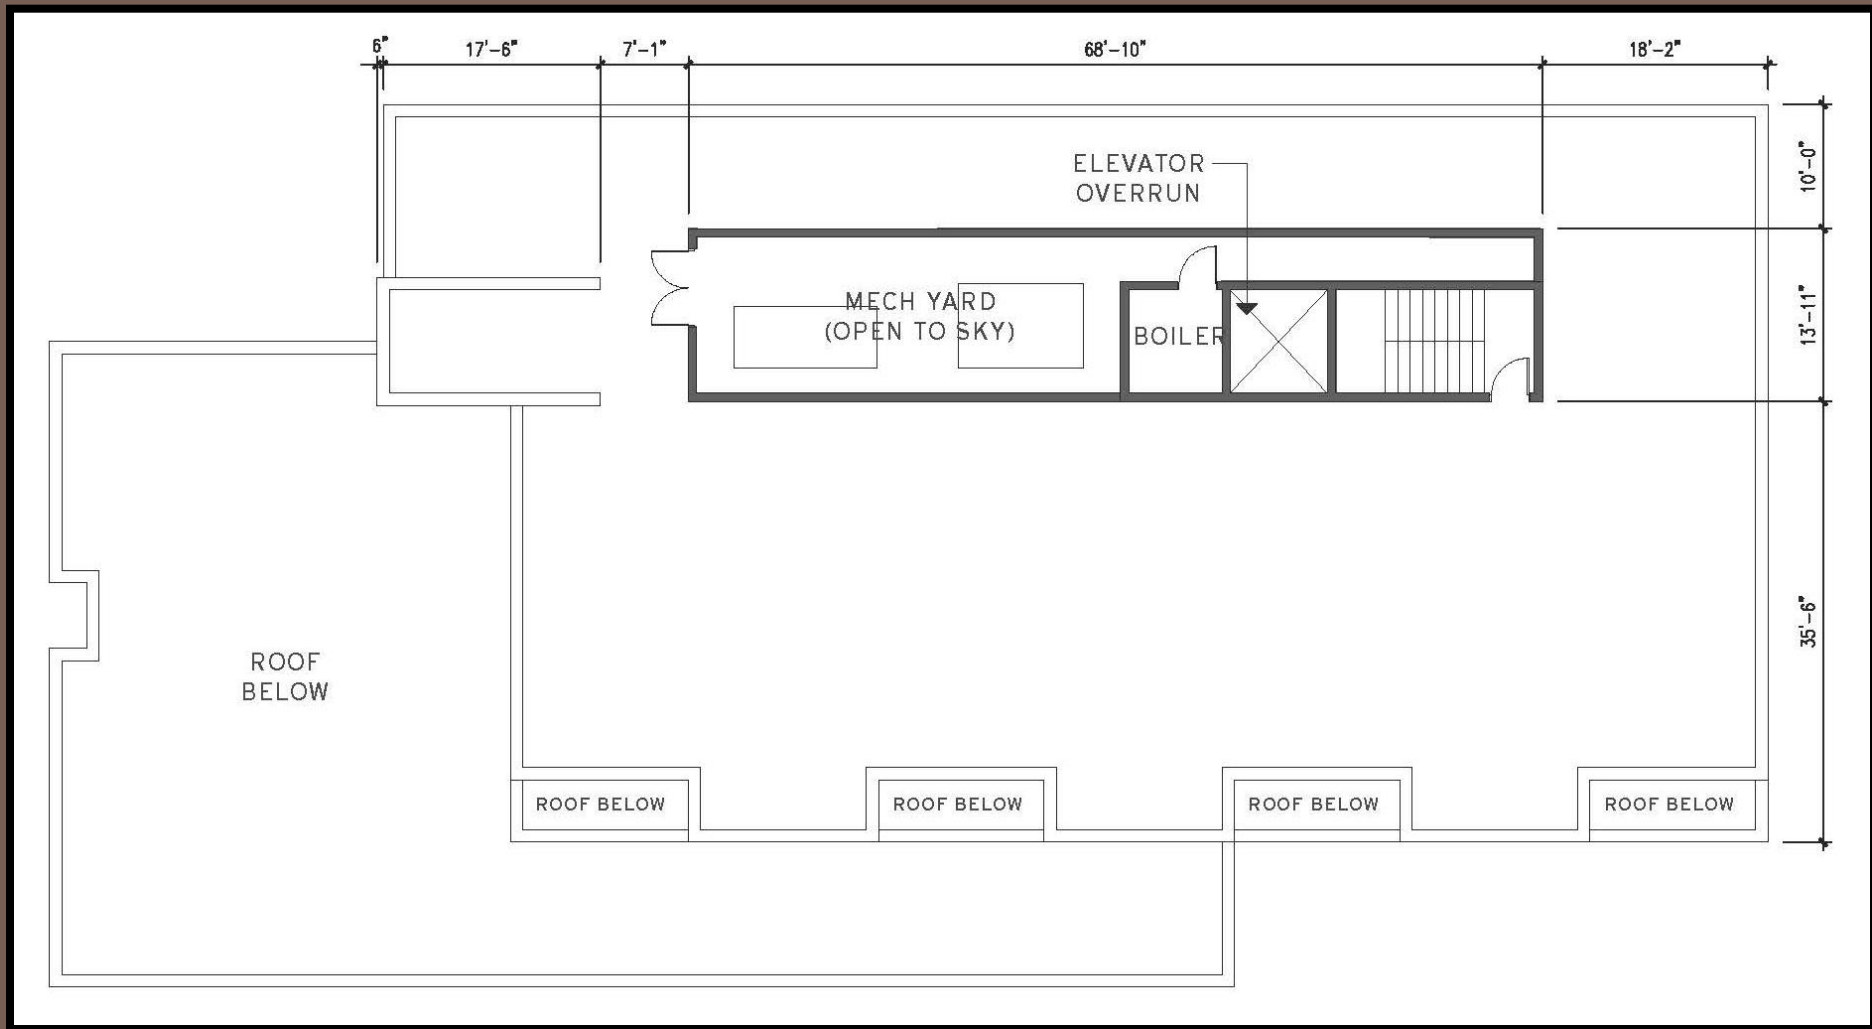 6"
17'-6"
7'-1"
68'-10"
18'-2"
10'-0"
ELEVATOR
OVERRUN
MECH YARD
(OPEN TO SKY)
BOILER
13'-11"
35'-6"
ROOF
BELOW
ROOF BELOW
ROOF BELOW
ROOF BELOW
ROOF BELOW